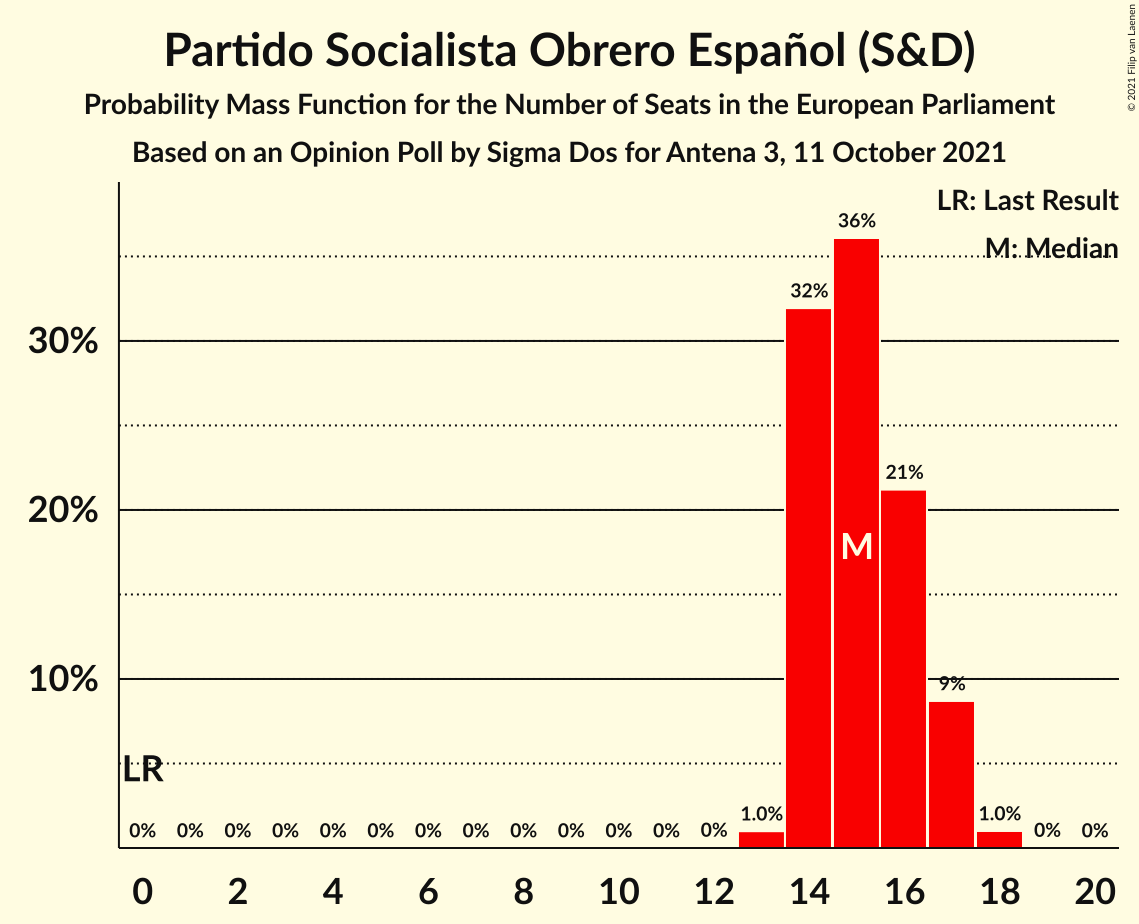 Partido Socialista Obrero Español (S&D)
Probability Mass Function for the Number of Seats in the European Parliament
Based on an Opinion Poll by Sigma Dos for Antena 3, 11 October 2021
© 2021 Filip van Laenen
LR: Last Result
M: Median
36%
32%
30%
21%
20%
M
10%
9%
LR
0% 0% 0% 0% 0% 0% 0% 0% 0% 0% 0% 0% 0% 1.0% 1.0% 0% 0%
0 2 4 6 8 10 12 14 16 18 20